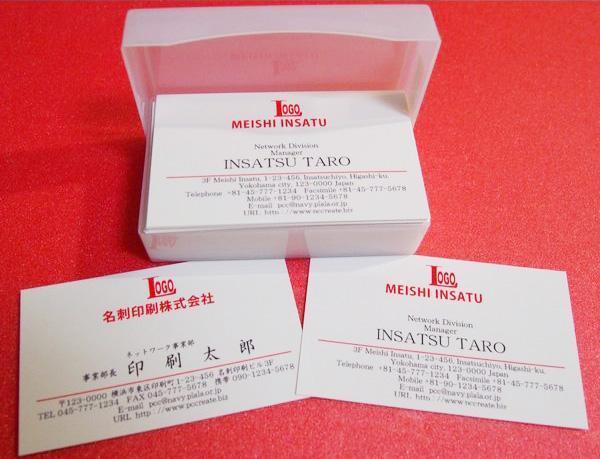 LOGO
MEISHI INSATU
Network Division
Manager
INSATSU TARO
3F Meishi Insatu, 1-23-456, Insatsuchiyo, Higashi-ku,
Yokohama city, 123-0000 Japan
Telephone +81-45-777-1234 Facsimile +81-45-777-5678
Mobile +81-90-1234-5678
E-mail pcc@navy.plala.or.jp
URL http://www.pccreate.biz
LOGO
名刺印刷株式会社
ネットワーク事業部
事業部長 印刷太郎
〒123-0000 横浜市東区印刷町1-23-456 名刺印刷ビル3F
TEL 045-777-1234 FAX 045-777-5678 携帯 090-1234-5678
E-mail pcc@navy.plala.or.jp
URL http://www.pccreate.biz
LOGO
MEISHI INSATU
Network Division
Manager
INSATSU TARO
3F Meishi Insatu, 1-23-456, Insatsuchiyo, Higashi-ku,
Yokohama city, 123-0000 Japan
Telephone +81-45-777-1234 Facsimile +81-45-777-5678
Mobile +81-90-1234-5678
E-mail pcc@navy.plala.or.jp
URL http://www.pccreate.biz